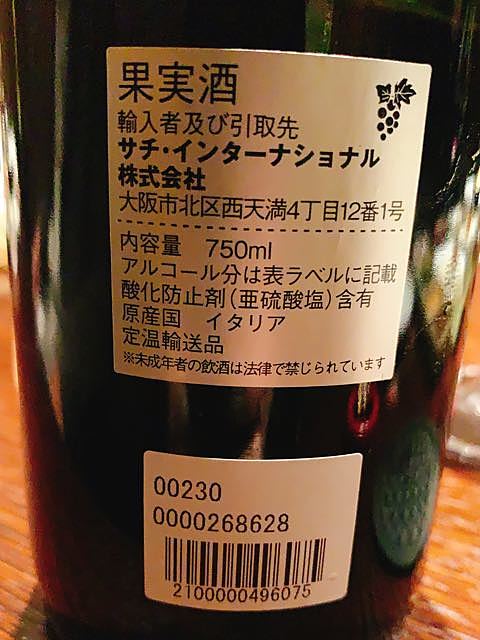 果実酒
輸入者及び引取先
サチ・インターナショナル
株式会社
大阪市北区西天満4丁目12番1号
内容量　750ml
アルコール分は表ラベルに記載
酸化防止剤(亜硫酸塩)含有
原産国　イタリア
定温輸送品
※未成年者の飲酒は法律で禁じられています
00230
0000268628
2100000496075